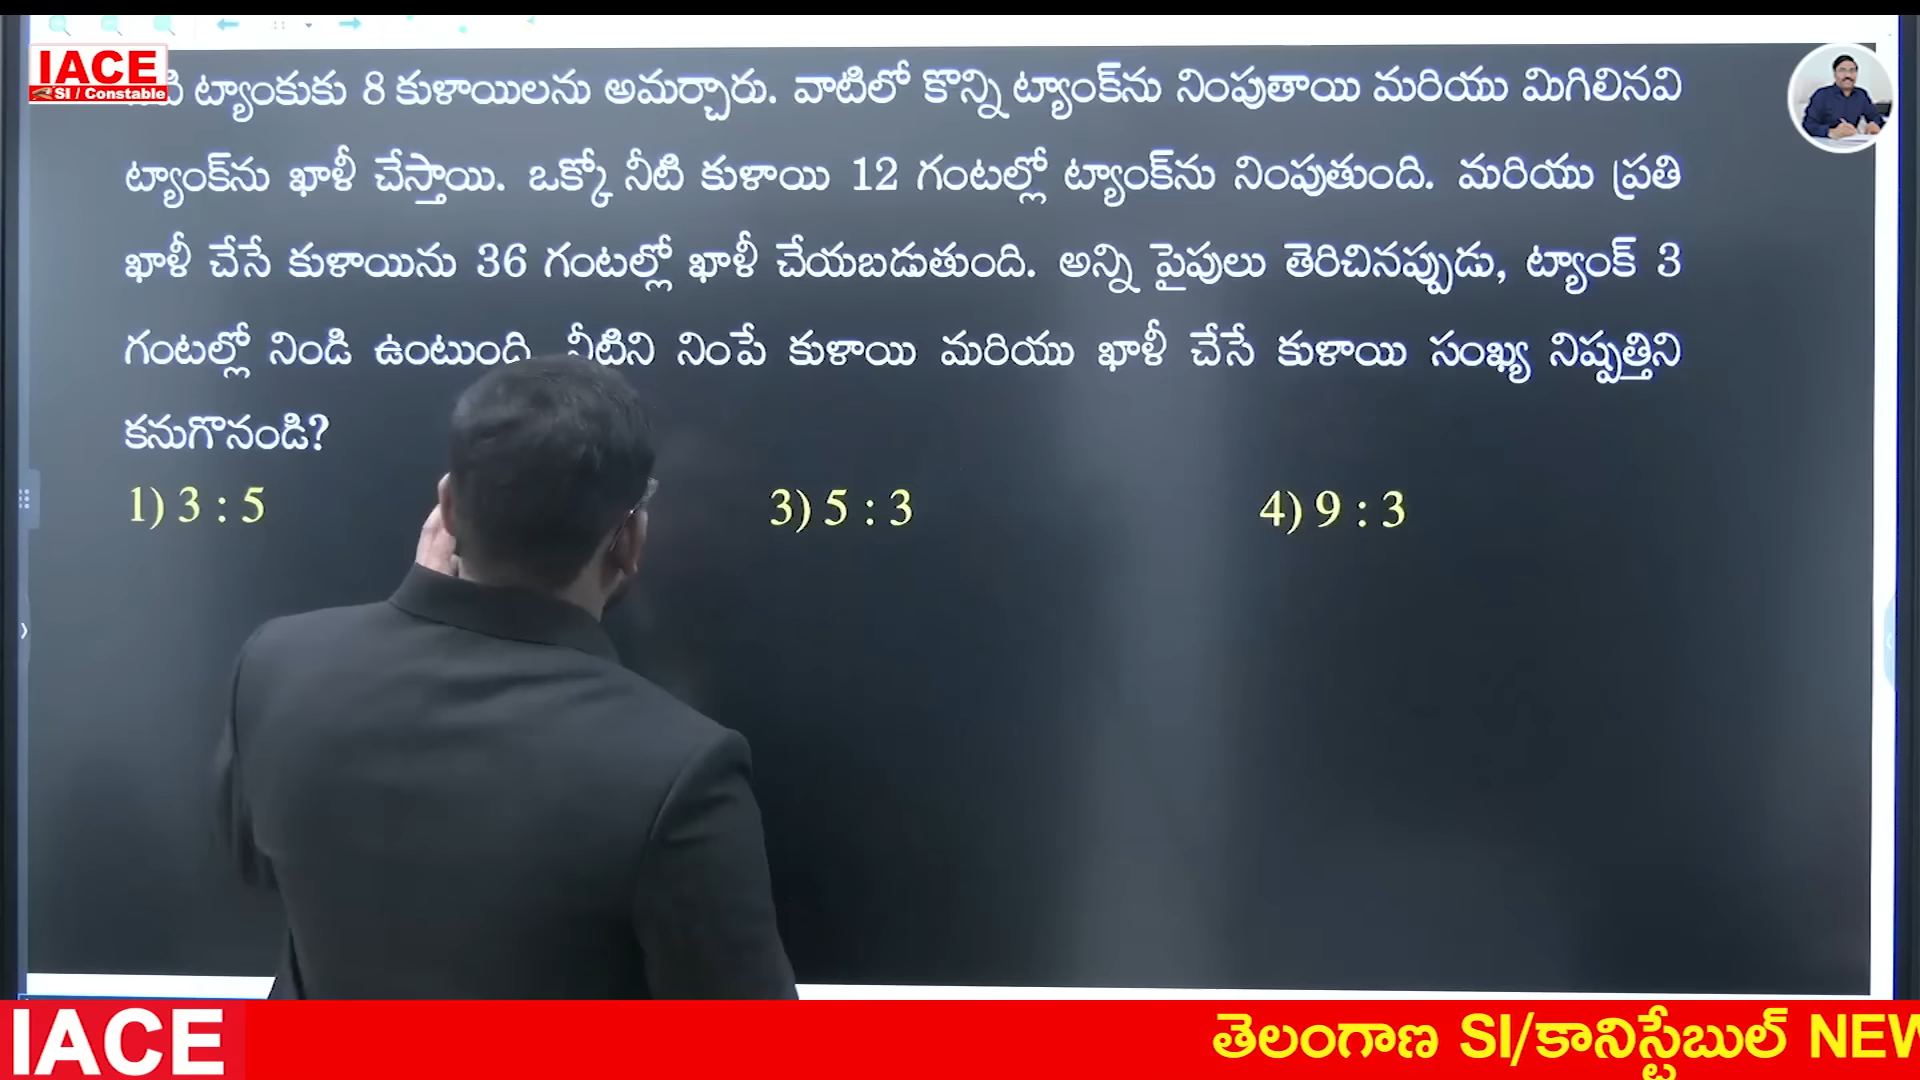 IACE
SI / Constable
ట్యాంకుకు 8 కుళాయిలను అమర్చారు. వాటిలో కొన్ని ట్యాంక్‌ను నింపుతాయి మరియు మిగిలినవి
ట్యాంక్‌ను ఖాళీ చేస్తాయి. ఒక్కో నీటి కుళాయి 12 గంటల్లో ట్యాంక్‌ను నింపుతుంది. మరియు ప్రతి
ఖాళీ చేసే కుళాయిను 36 గంటల్లో ఖాళీ చేయబడుతుంది. అన్ని పైపులు తెరిచినప్పుడు, ట్యాంక్ 3
గంటల్లో నిండి ఉంటుంది. నీటిని నింపే కుళాయి మరియు ఖాళీ చేసే కుళాయి సంఖ్య నిష్పత్తిని
కనుగొనండి?
1) 3 : 5 3) 5 : 3 4) 9 : 3
IACE తెలంగాణ SI/కానిస్టేబుల్ NEW